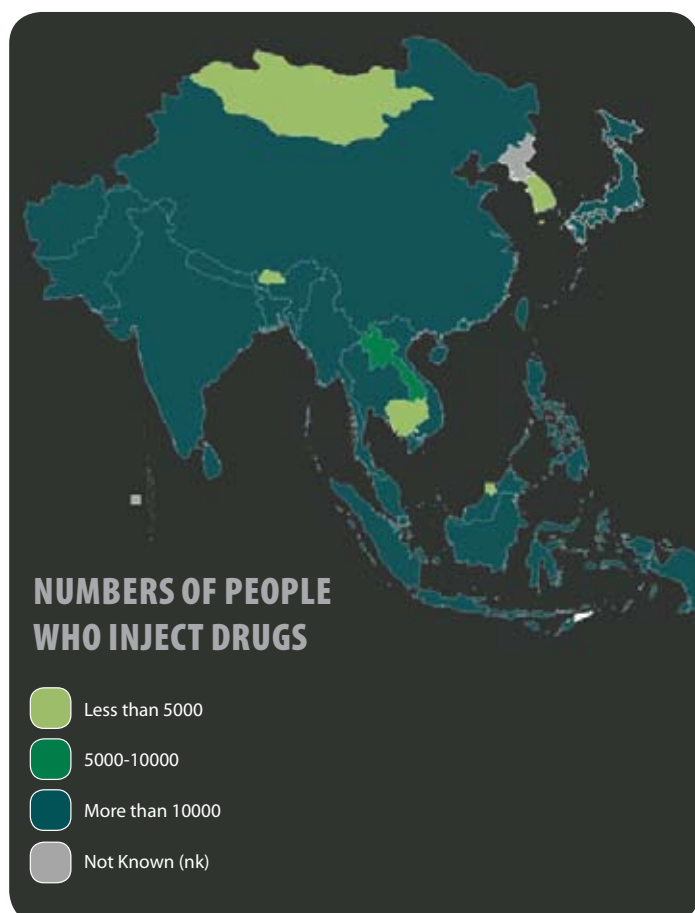 NUMBERS OF PEOPLE
WHO INJECT DRUGS
Less than 5000
5000-10000
More than 10000
Not Known (nk)